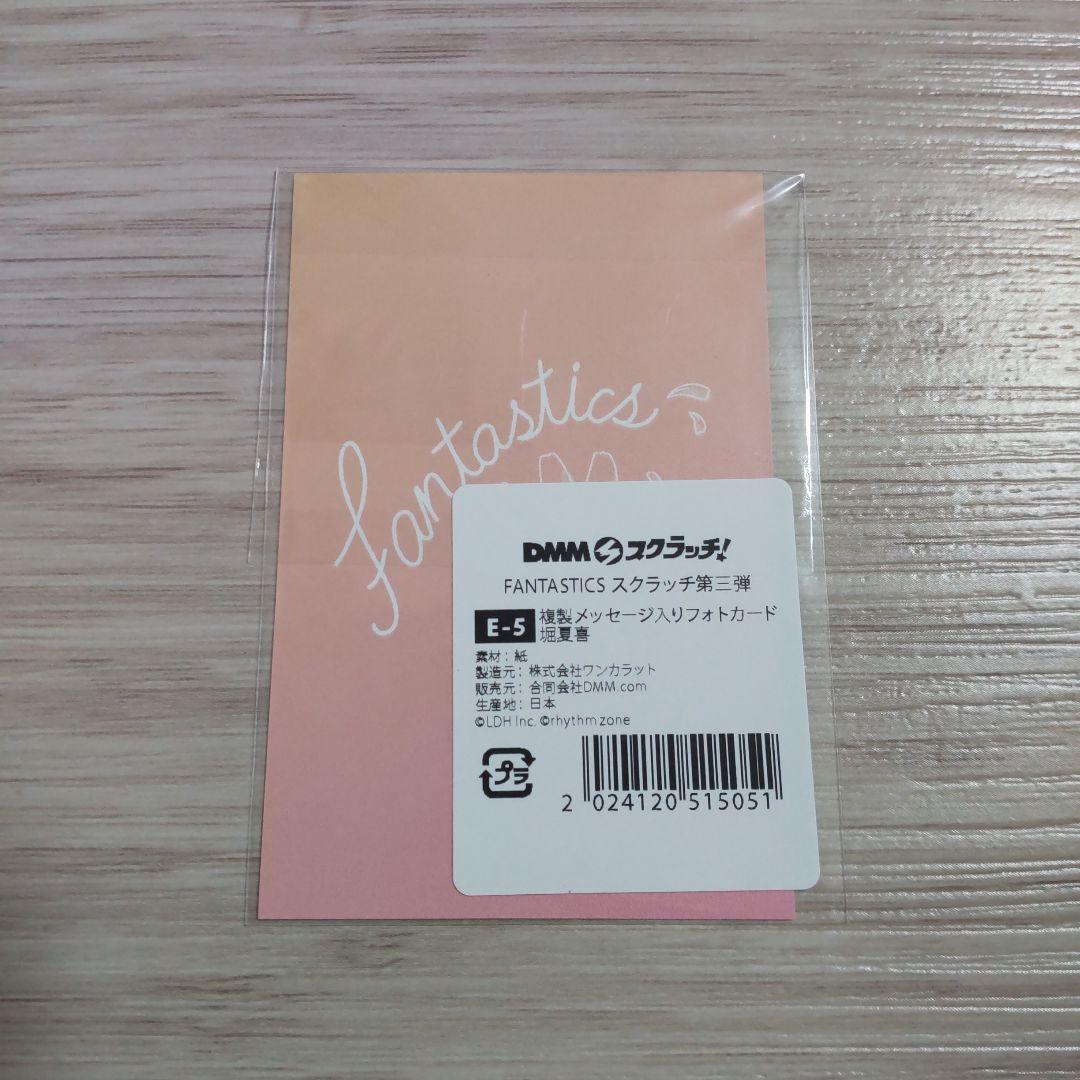 fantastics
DMM スクラッチ!
FANTASTICS スクラッチ第三弾
E-5 複製メッセージ入りフォトカード
堀夏喜
素材：紙
製造元：株式会社ワンカラット
販売元：合同会社DMM.com
生産地：日本
©LDH Inc. ©rhythm zone
プラ
2 024120 515051